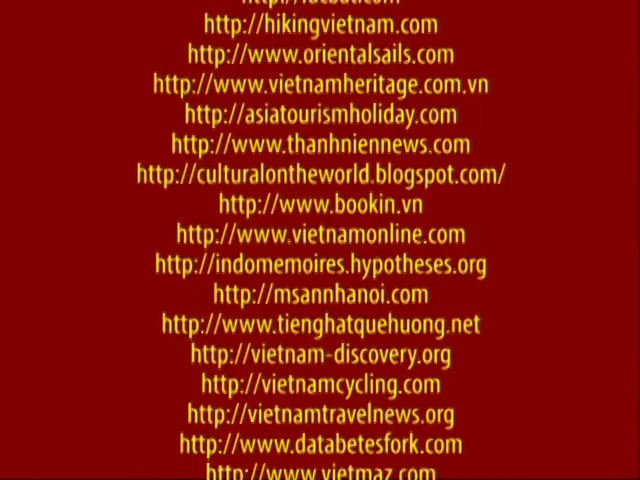 http://hikingvietnam.com
http://www.orientalsails.com
http://www.vietnamheritage.com.vn
http://asiatourismholiday.com
http://www.thanhniennews.com
http://culturalontheworld.blogspot.com/
http://www.bookin.vn
http://www.vietnamonline.com
http://indomemoires.hypotheses.org
http://msannhanoi.com
http://www.tienghatquehuong.net
http://vietnam-discovery.org
http://vietnamcycling.com
http://vietnamtravelnews.org
http://www.databetesfork.com
http://www.vietmaz.com